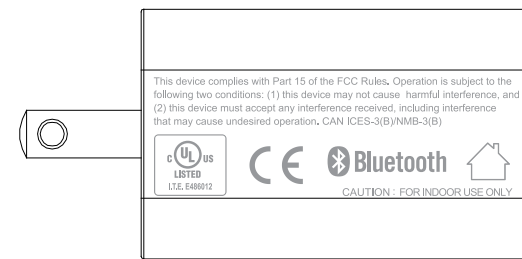 This device complies with Part 15 of the FCC Rules. Operation is subject to the
following two conditions: (1) this device may not cause harmful interference, and
(2) this device must accept any interference received, including interference
that may cause undesired operation. CAN ICES-3(B)/NMB-3(B)
C UL US
LISTED
I.T.E. E486012
CE
Bluetooth
CAUTION : FOR INDOOR USE ONLY